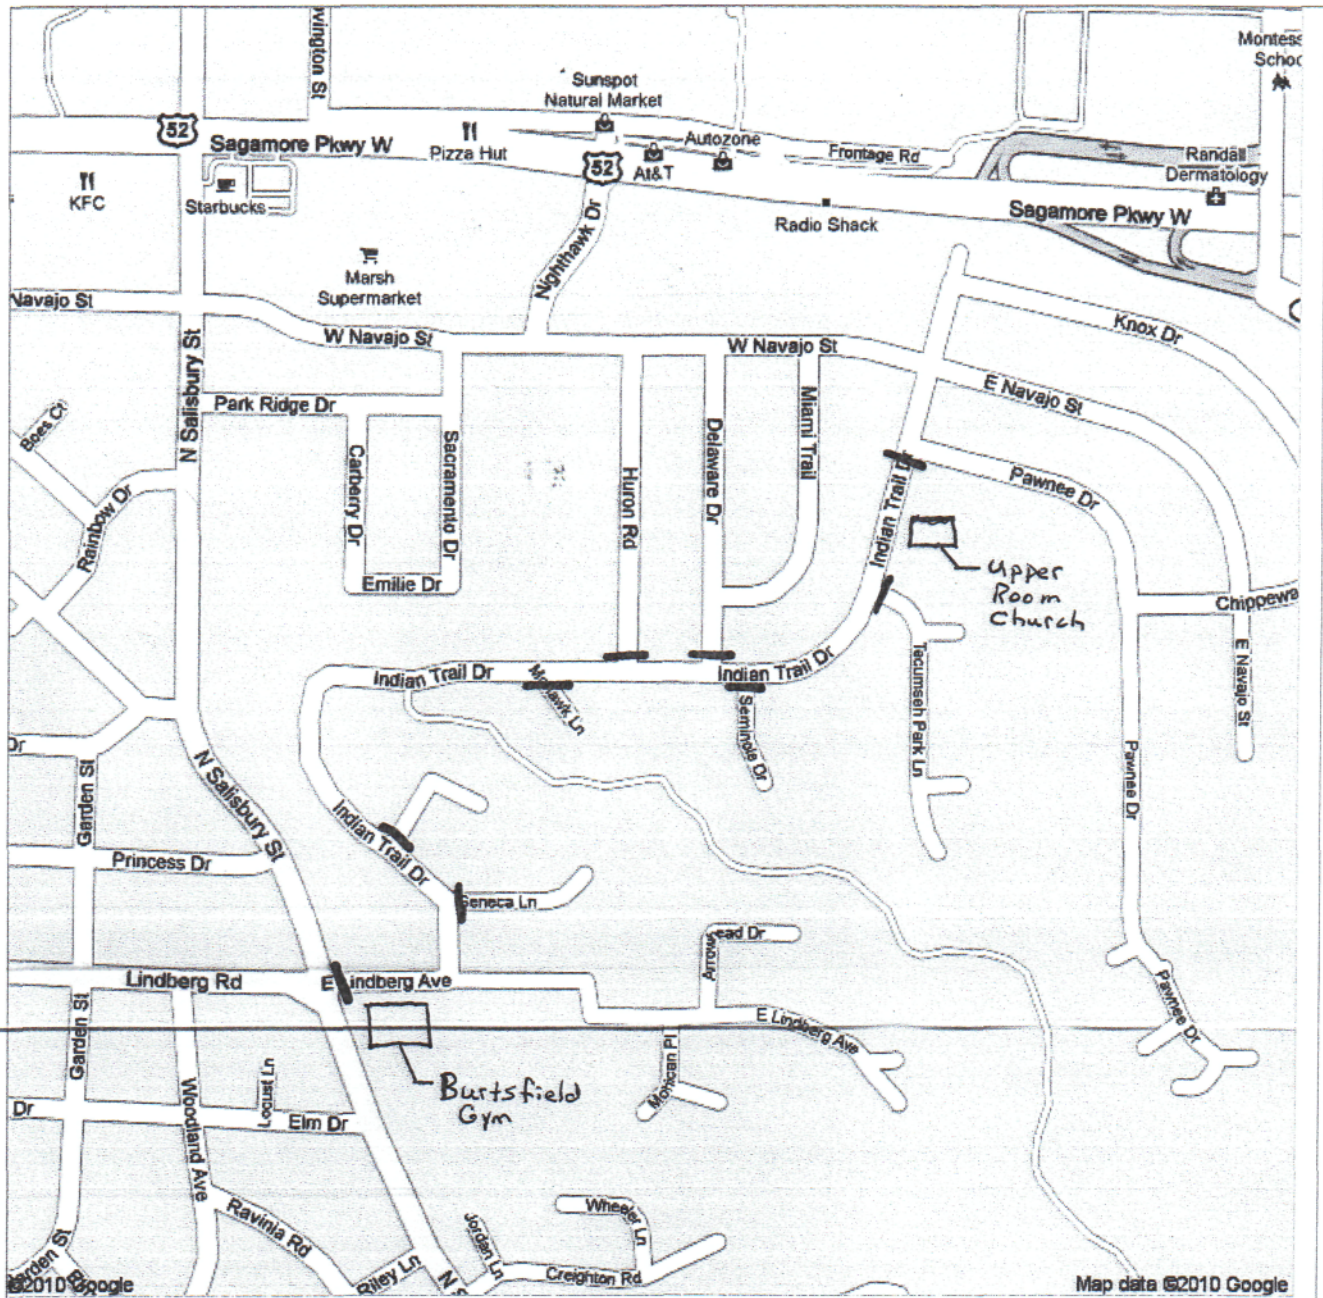 ovington St
Montess
Schoo
Sunspot
Natural Market
52
Sagamore Pkwy W
Pizza Hut
Autozone
52
At&T
Frontage Rd
Randall
Dermatology
KFC
Starbucks
Nighthawk Dr
Radio Shack
Sagamore Pkwy W
Marsh
Supermarket
Navajo St
W Navajo St
W Navajo St
Knox Dr
N Salisbury St
E Navajo St
Park Ridge Dr
Boes Ct
Miami Trail
Carberry Dr
Sacramento Dr
Huron Rd
Delaware Dr
Pawnee Dr
Rainbow Dr
Indian Trail Dr
Emilie Dr
Upper
Room
Church
Chippewa
E Navajo St
Indian Trail Dr
Indian Trail Dr
Mohawk Ln
Seminole Dr
Tecumseh Park Ln
Dr
Garden St
N Salisbury St
Pawnee Dr
Princess Dr
Indian Trail Dr
Seneca Ln
ead Dr
Arrow
Lindberg Rd
E Lindberg Ave
Pawnee Dr
E Lindberg Ave
Garden St
Burtsfield
Gym
Mohican Pl
Locust Ln
Woodland Ave
Dr
Elm Dr
Ravinia Rd
Wheeler Ln
Jordan Ln
Garden St
Riley Ln
N S
Creighton Rd
©2010 Google
Map data ©2010 Google